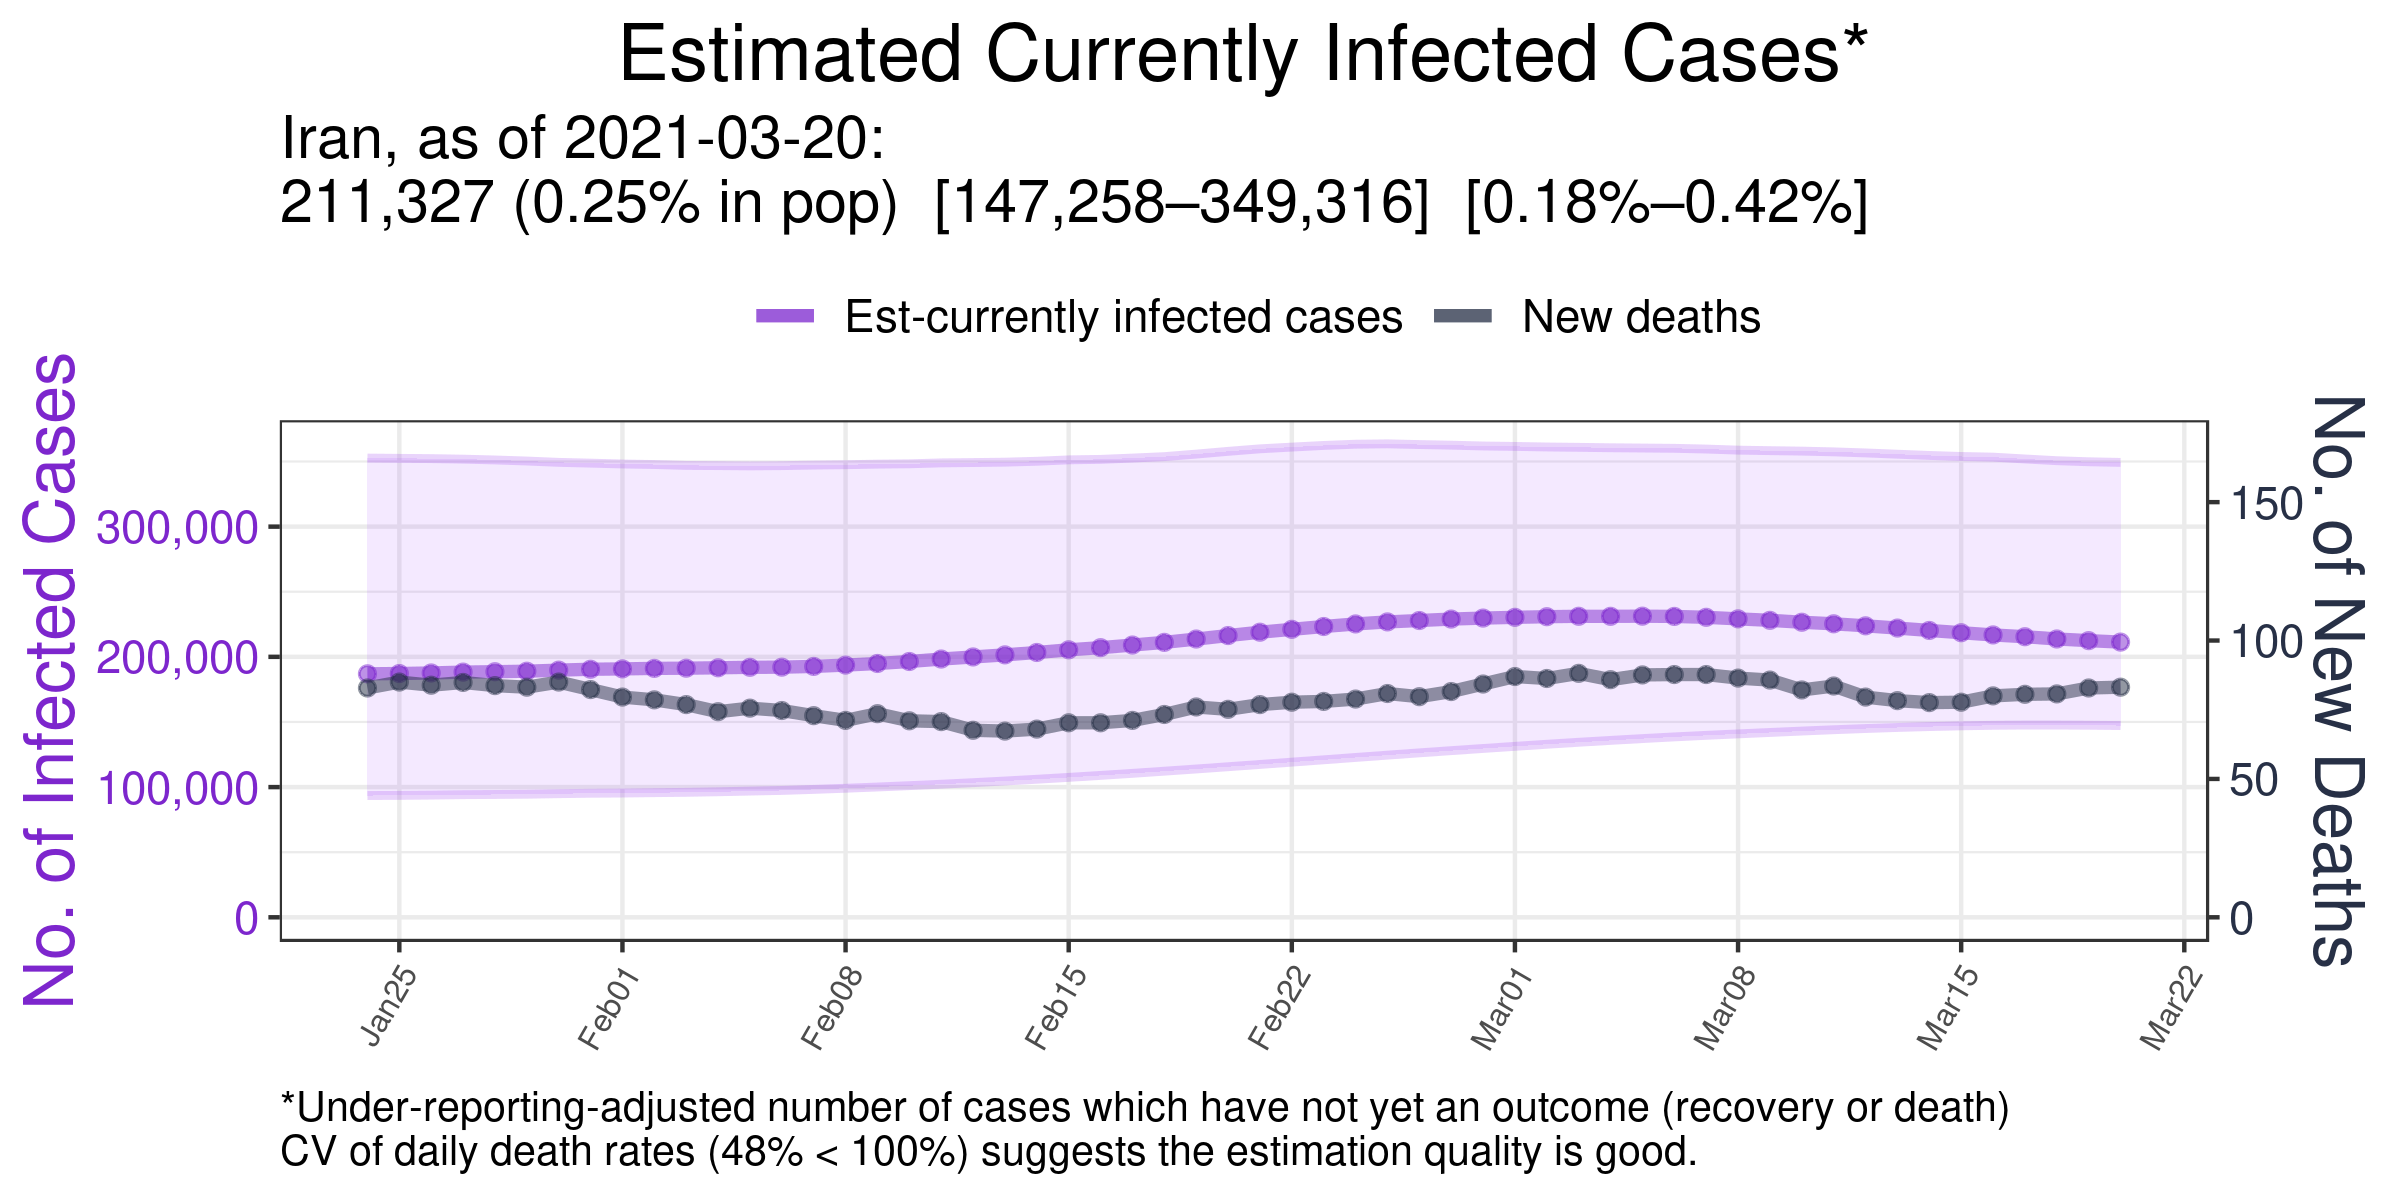 Estimated Currently Infected Cases*
Iran, as of 2021-03-20:
211,327 (0.25% in pop) [147,258–349,316] [0.18%–0.42%]
Est-currently infected cases
New deaths
No. of Infected Cases
300,000
200,000
100,000
0
150
100
50
0
No. of New Deaths
Jan25
Feb01
Feb08
Feb15
Feb22
Mar01
Mar08
Mar15
Mar22
*Under-reporting-adjusted number of cases which have not yet an outcome (recovery or death)
CV of daily death rates (48% < 100%) suggests the estimation quality is good.